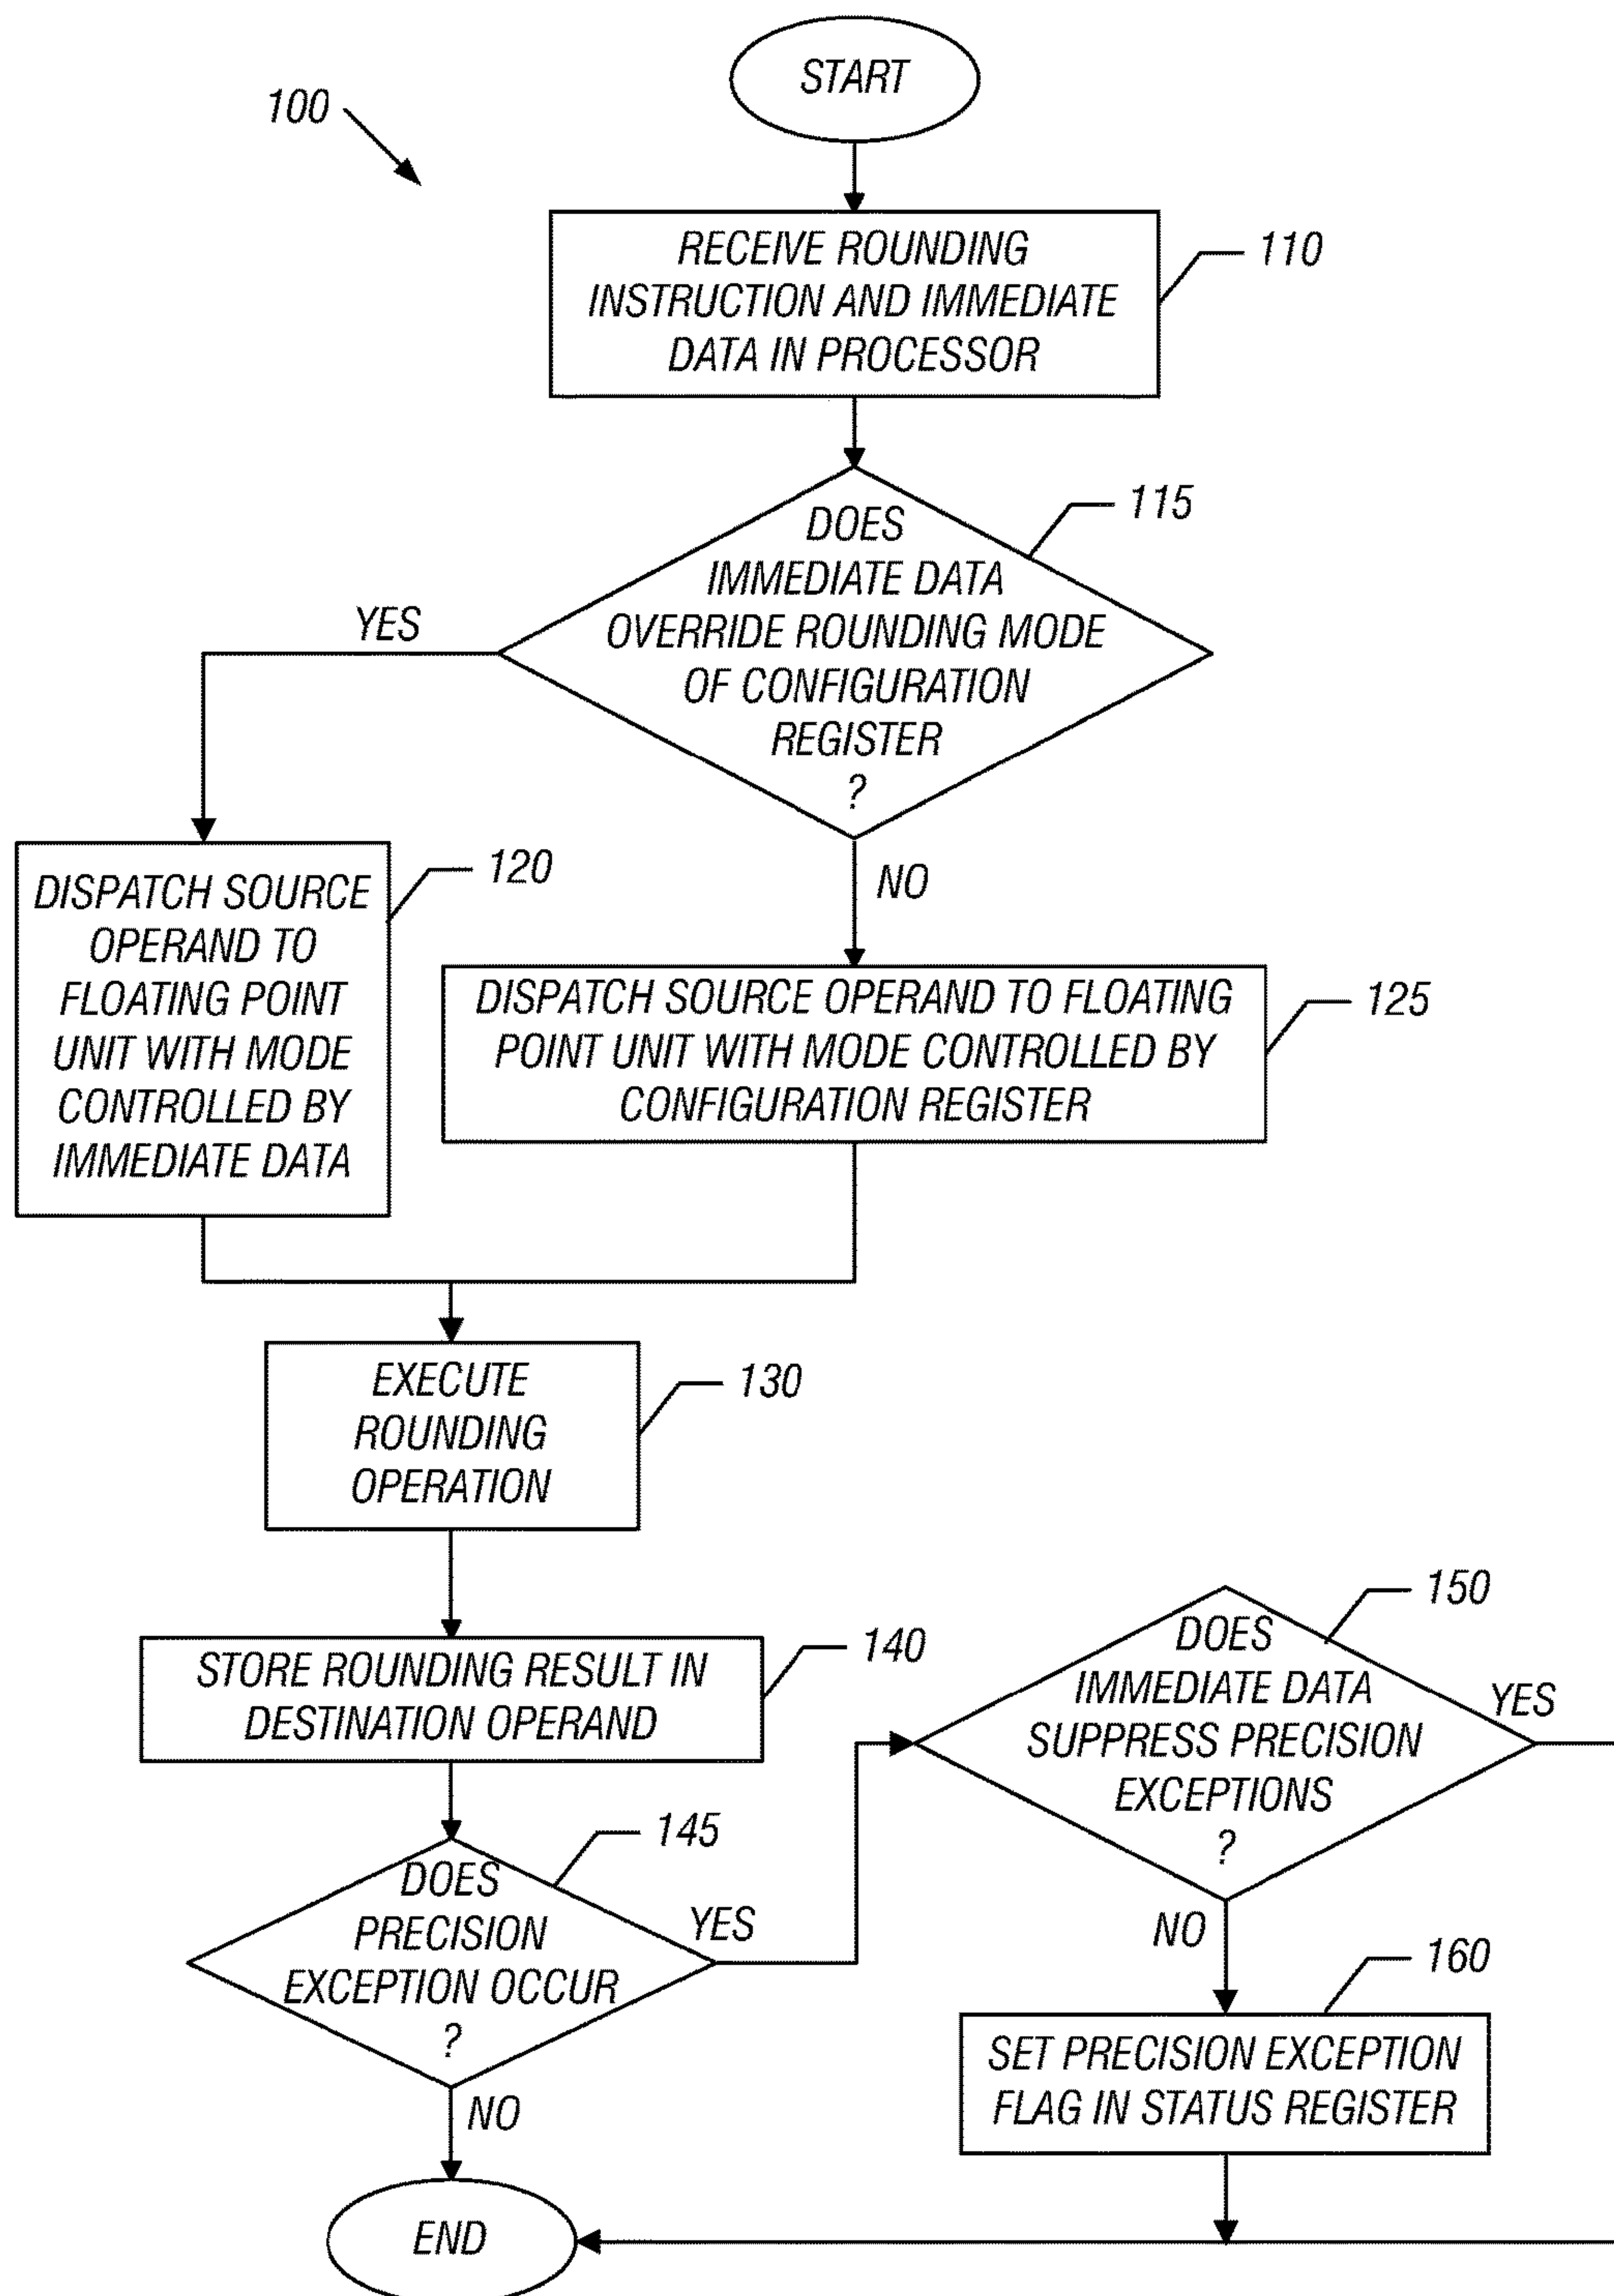 START
100
RECEIVE ROUNDING
INSTRUCTION AND IMMEDIATE
DATA IN PROCESSOR
110
DOES
IMMEDIATE DATA
OVERRIDE ROUNDING MODE
OF CONFIGURATION
REGISTER
?
115
YES
NO
DISPATCH SOURCE
OPERAND TO
FLOATING POINT
UNIT WITH MODE
CONTROLLED BY
IMMEDIATE DATA
120
DISPATCH SOURCE OPERAND TO FLOATING
POINT UNIT WITH MODE CONTROLLED BY
CONFIGURATION REGISTER
125
EXECUTE
ROUNDING
OPERATION
130
STORE ROUNDING RESULT IN
DESTINATION OPERAND
140
DOES
PRECISION
EXCEPTION OCCUR
?
145
YES
NO
DOES
IMMEDIATE DATA
SUPPRESS PRECISION
EXCEPTIONS
?
150
YES
NO
SET PRECISION EXCEPTION
FLAG IN STATUS REGISTER
160
END